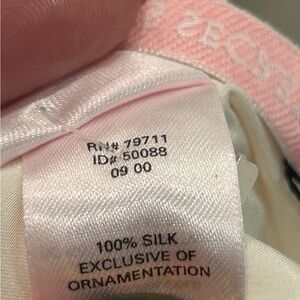 RN# 79711
ID# 50088
09 00
100% SILK
EXCLUSIVE OF
ORNAMENTATION